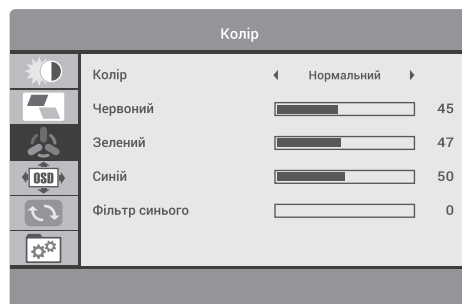 Колір
Колір Нормальний
Червоний 45
Зелений 47
OSD
Синій 50
Фільтр синього 0